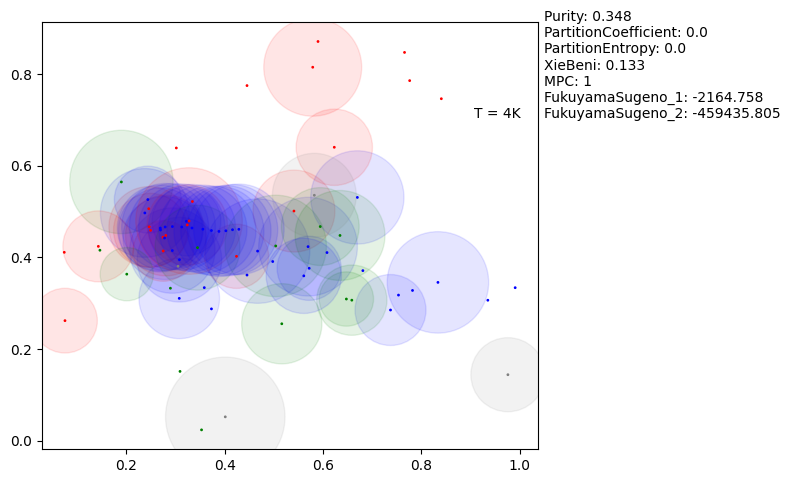 Purity: 0.348
PartitionCoefficient: 0.0
PartitionEntropy: 0.0
XieBeni: 0.133
MPC: 1
FukuyamaSugeno_1: -2164.758
FukuyamaSugeno_2: -459435.805
T = 4K
0.8
0.6
0.4
0.2
0.0
0.2 0.4 0.6 0.8 1.0